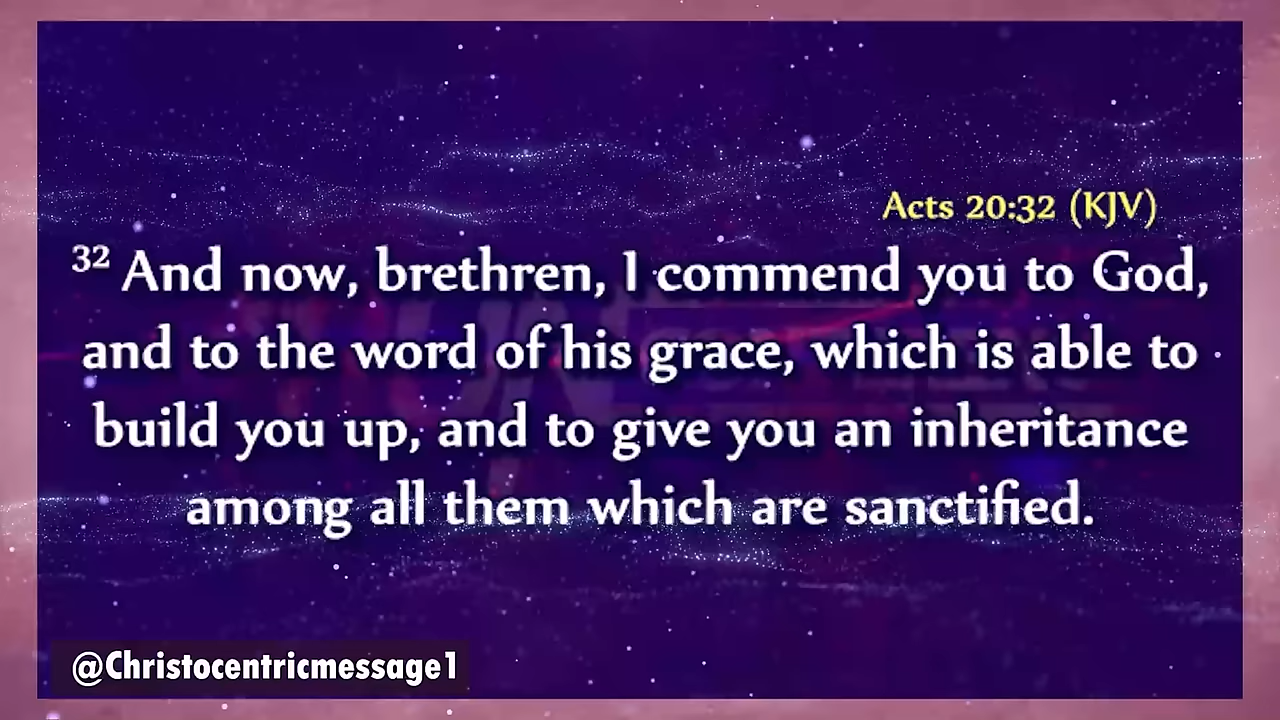 Acts 20:32 (KJV)
32 And now, brethren, I commend you to God,
and to the word of his grace, which is able to
build you up, and to give you an inheritance
among all them which are sanctified.
@Christocentricmessage1